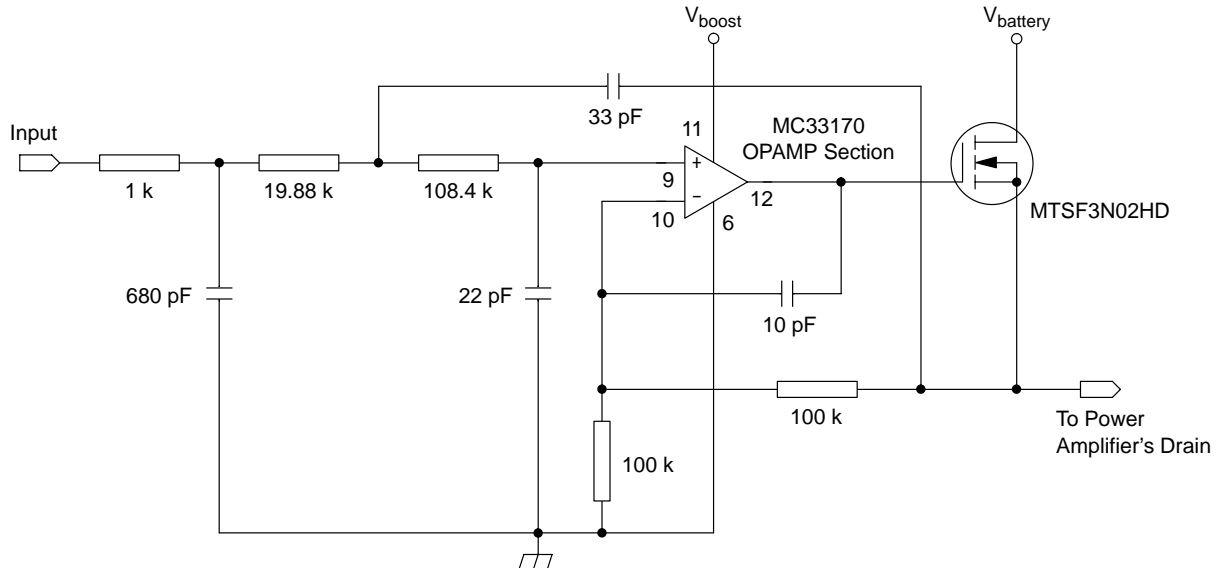 V_boost
V_battery
33 pF
11
MC33170
OPAMP Section
Input
1 k
19.88 k
108.4 k
+
9
12
–
10
6
MTSF3N02HD
680 pF
22 pF
10 pF
100 k
To Power
Amplifier's Drain
100 k